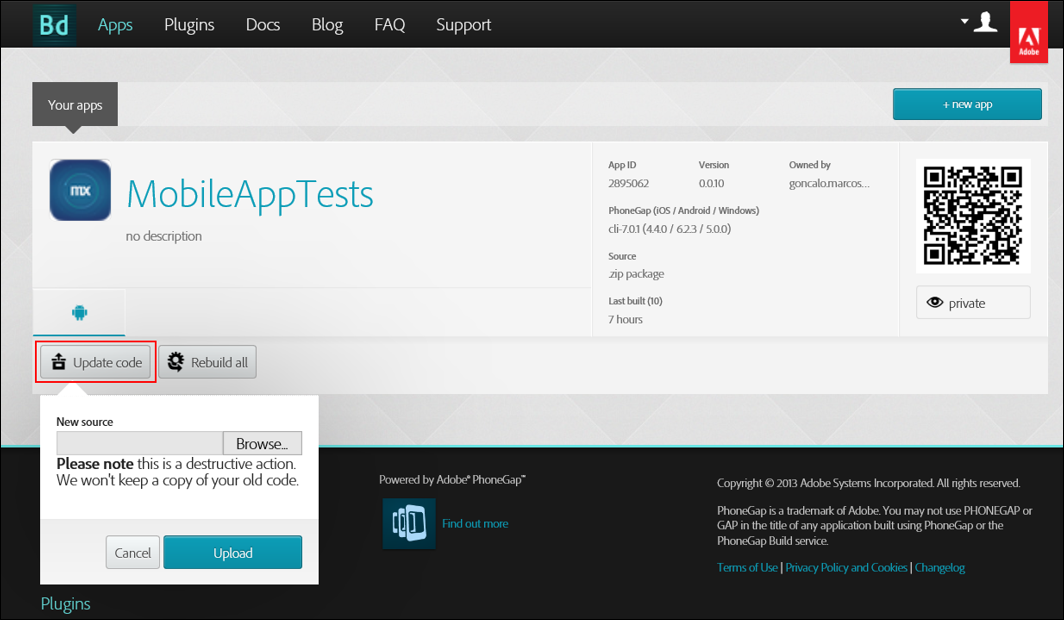 Bd Apps Plugins Docs Blog FAQ Support
Adobe
Your apps
+ new app
mx
MobileAppTests
no description
App ID Version Owned by
2895062 0.0.10 goncalo.marcos...
PhoneGap (iOS / Android / Windows)
cli-7.0.1 (4.4.0 / 6.2.3 / 5.0.0)
Source
.zip package
Last built (10)
7 hours
private
Update code Rebuild all
New source
Browse...
Please note this is a destructive action.
We won't keep a copy of your old code.
Cancel Upload
Plugins
Powered by Adobe® PhoneGap™
Find out more
Copyright © 2013 Adobe Systems Incorporated. All rights reserved.
PhoneGap is a trademark of Adobe. You may not use PHONEGAP or
GAP in the title of any application built using PhoneGap or the
PhoneGap Build service.
Terms of Use | Privacy Policy and Cookies | Changelog